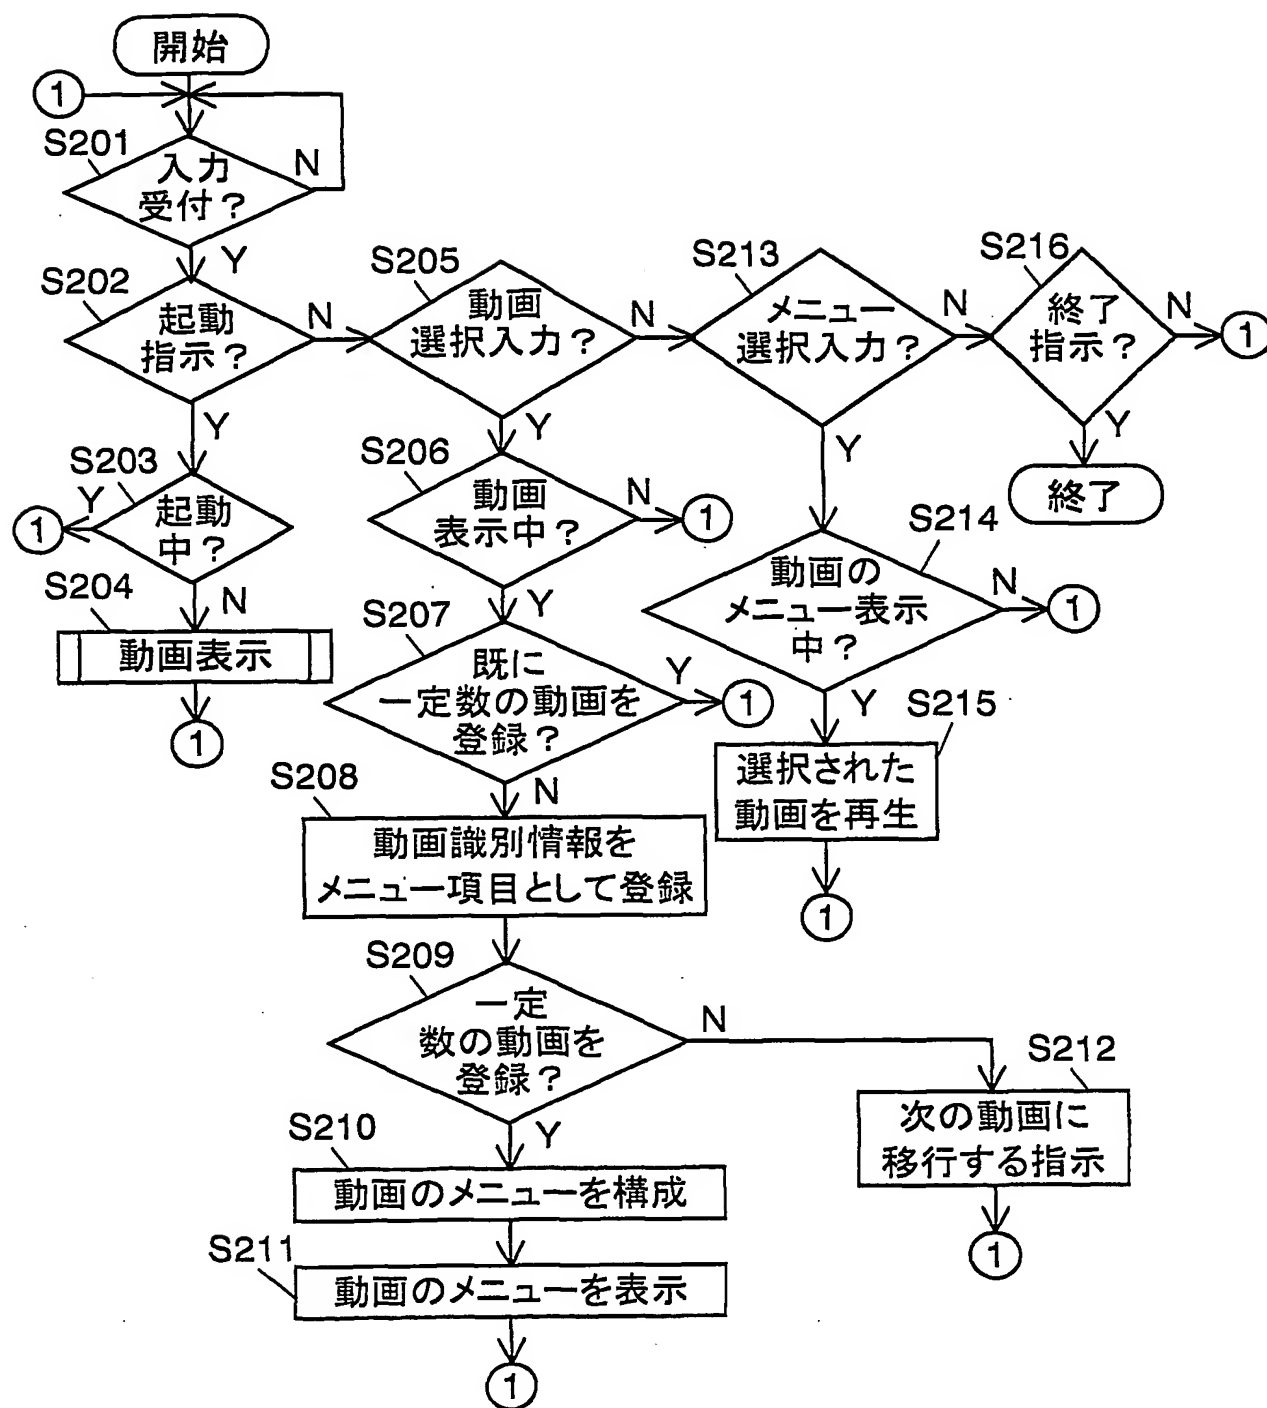 開始
1
S201
入力
受付?
N
Y
S202
起動
指示?
N
S205
動画
選択入力?
N
S213
メニュー
選択入力?
N
S216
終了
指示?
N
1
Y
終了
Y
S203
起動
中?
Y
1
N
S204
動画表示
1
Y
S206
動画
表示中?
N
1
Y
S207
既に
一定数の動画を
登録?
Y
1
N
S208
動画識別情報を
メニュー項目として登録
S209
一定
数の動画を
登録?
N
S212
次の動画に
移行する指示
1
Y
S210
動画のメニューを構成
S211
動画のメニューを表示
1
Y
S214
動画の
メニュー表示
中?
N
1
Y
S215
選択された
動画を再生
1